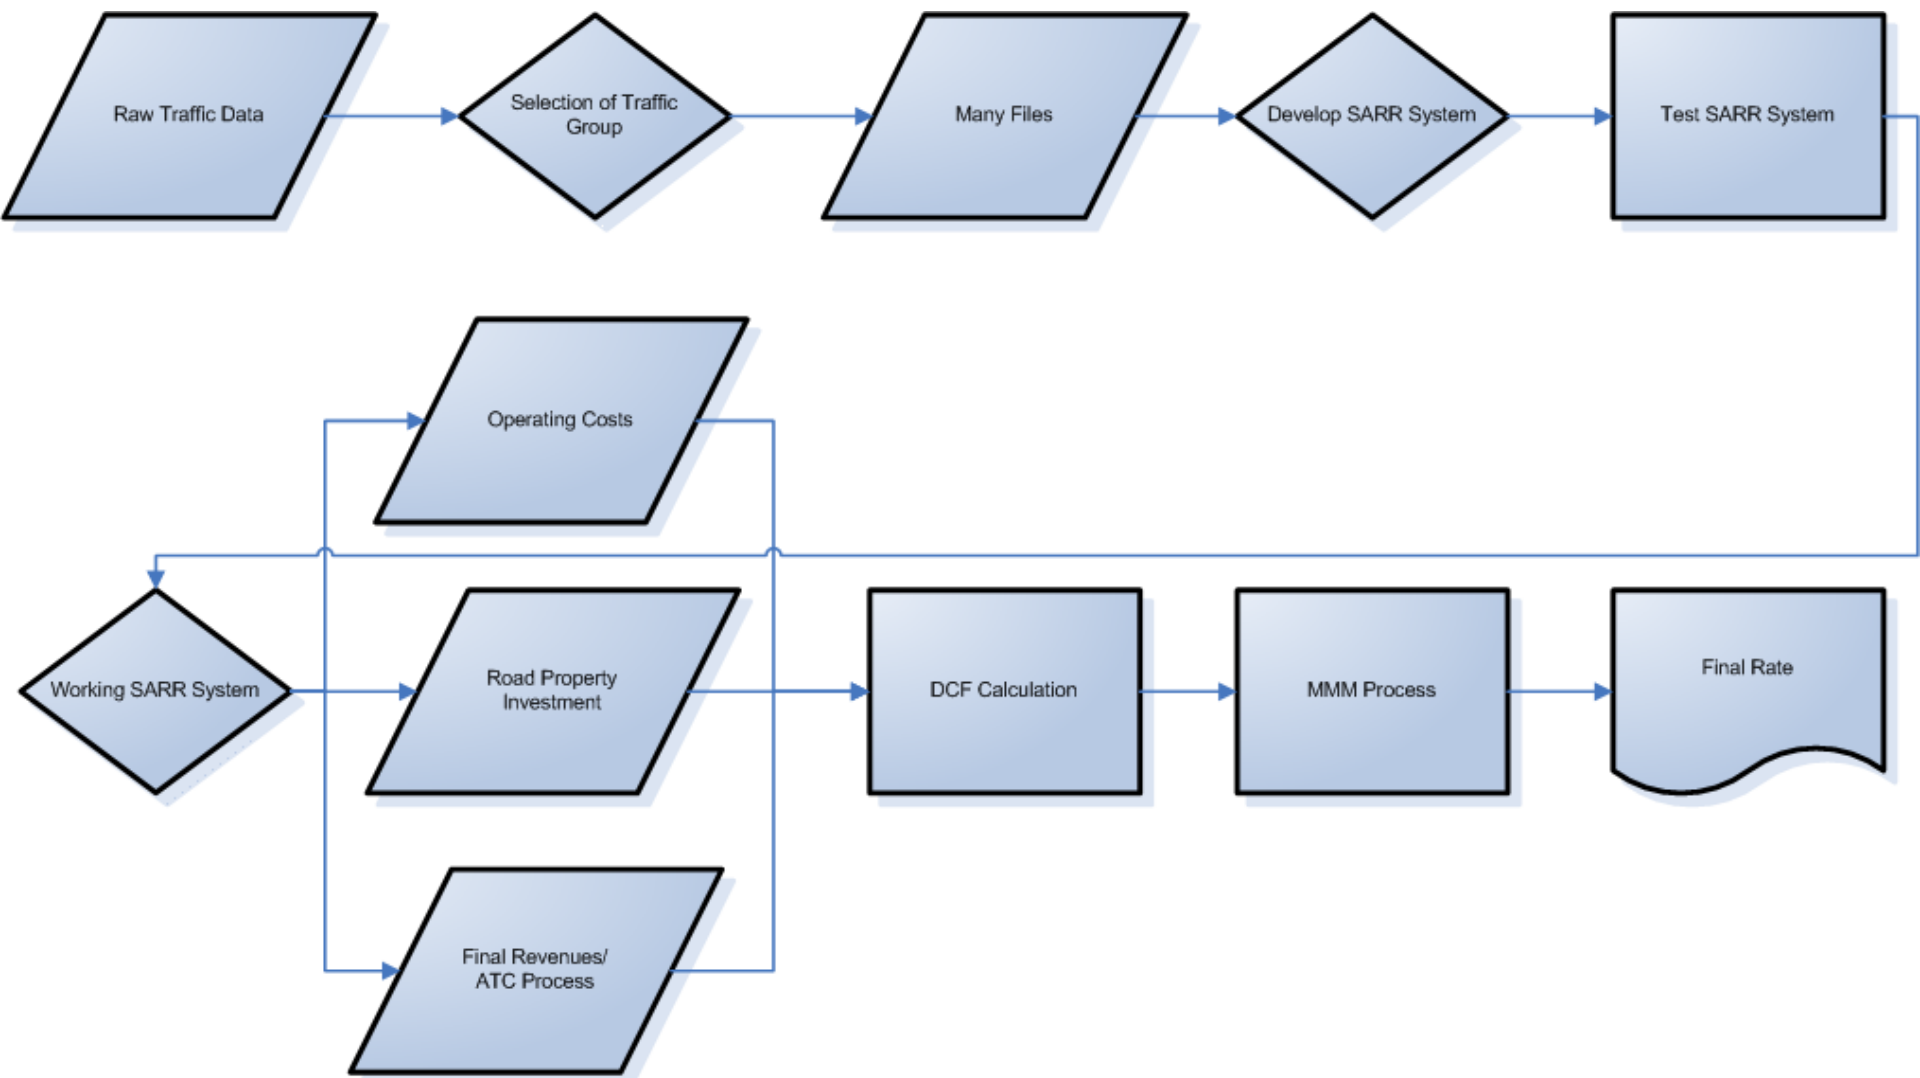 Raw Traffic Data
Selection of Traffic
Group
Many Files
Develop SARR System
Test SARR System
Operating Costs
Working SARR System
Road Property
Investment
DCF Calculation
MMM Process
Final Rate
Final Revenues/
ATC Process